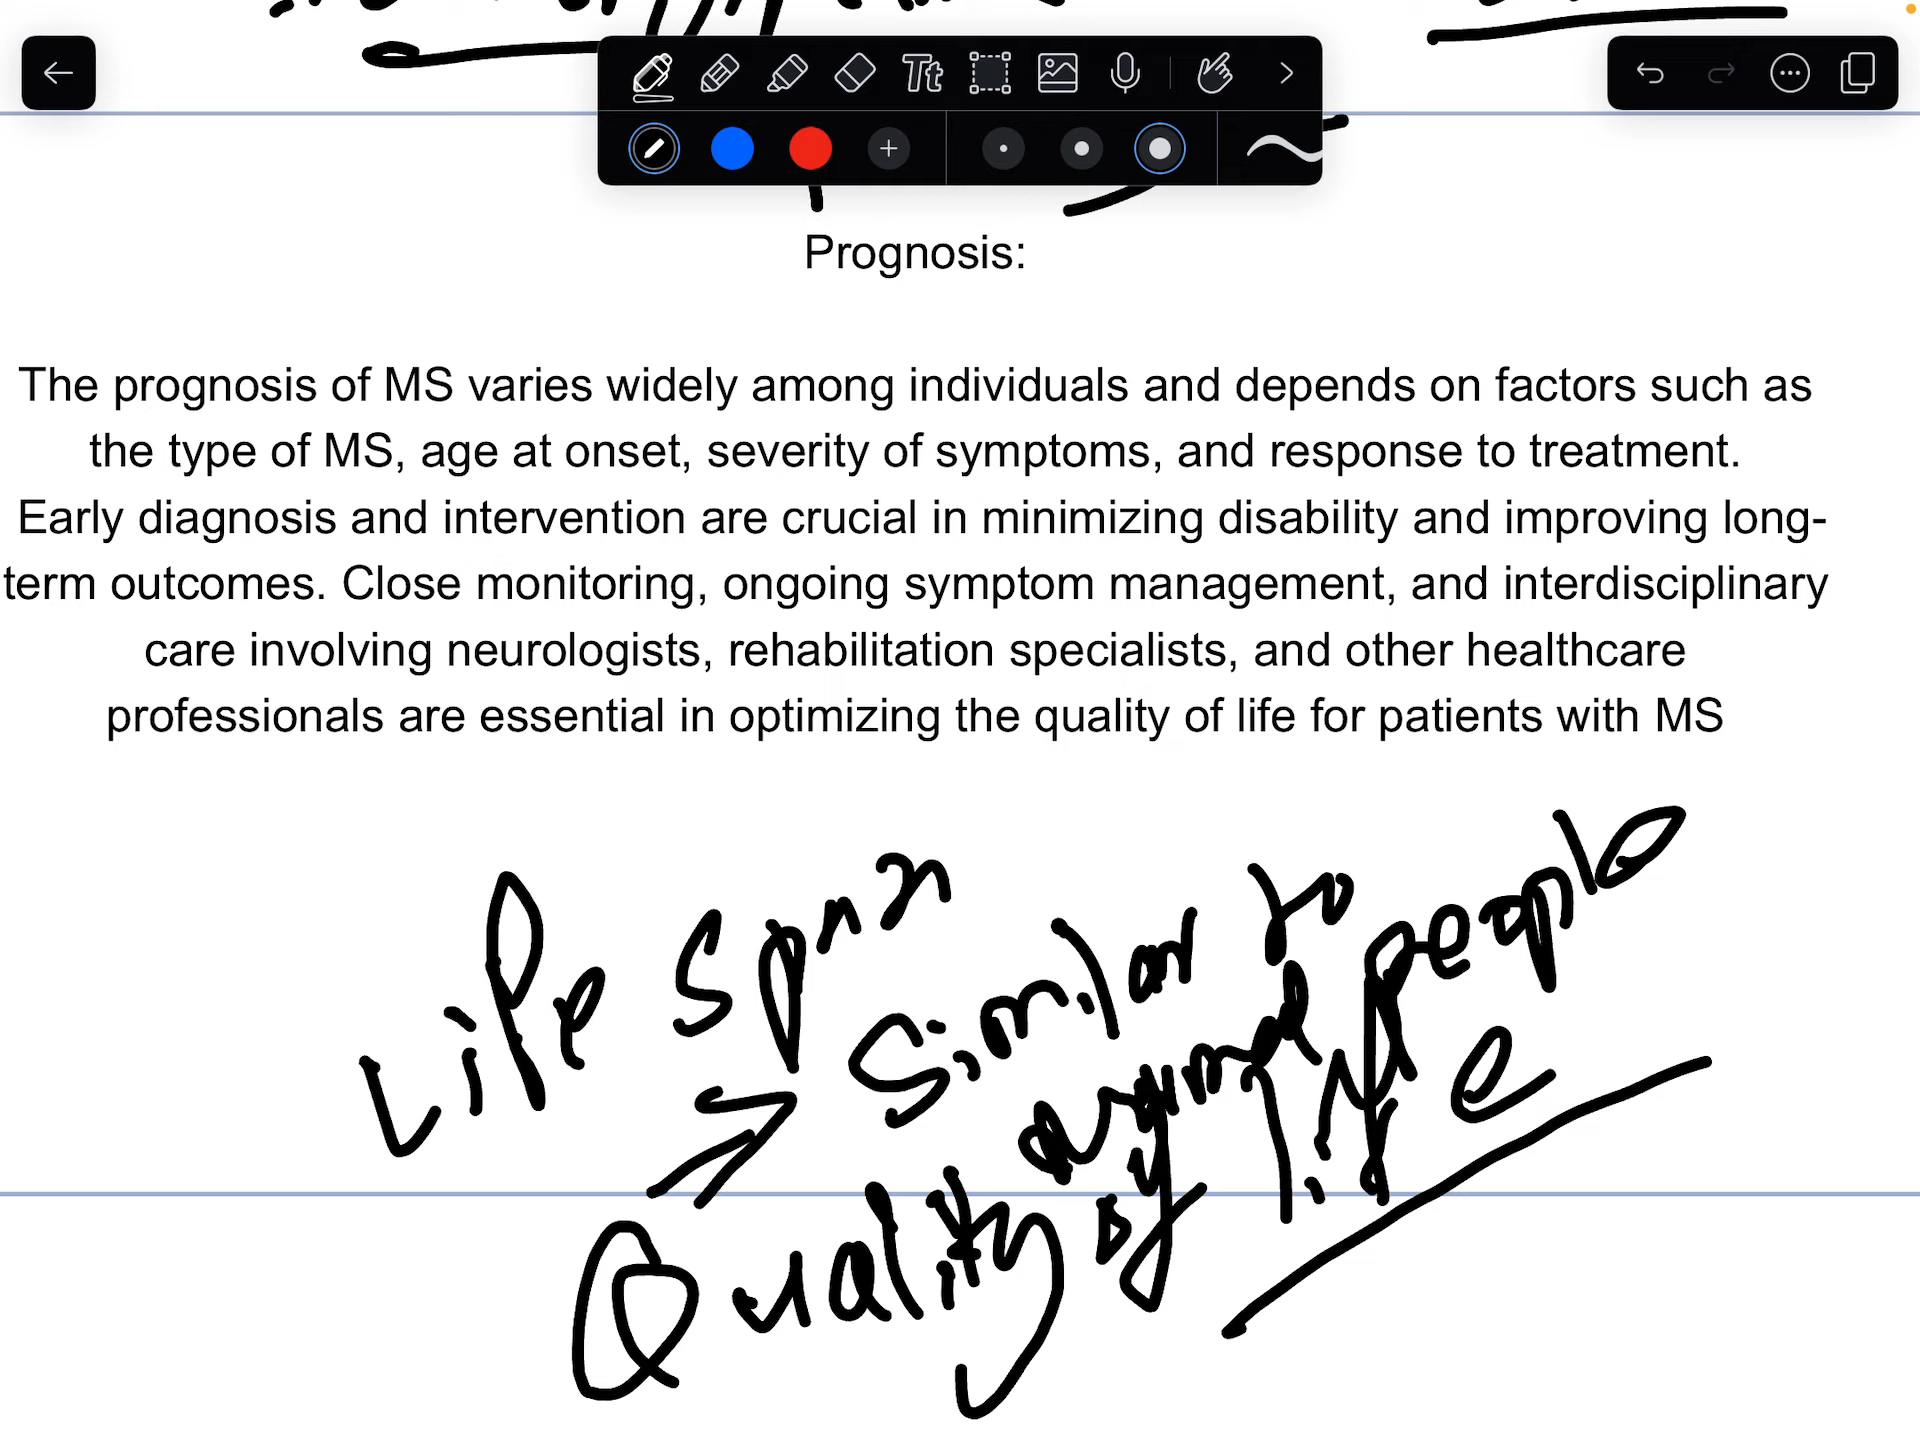 Tt
Prognosis:
The prognosis of MS varies widely among individuals and depends on factors such as
the type of MS, age at onset, severity of symptoms, and response to treatment.
Early diagnosis and intervention are crucial in minimizing disability and improving long-
term outcomes. Close monitoring, ongoing symptom management, and interdisciplinary
care involving neurologists, rehabilitation specialists, and other healthcare
professionals are essential in optimizing the quality of life for patients with MS
Life span
Similar to
people
Quality of life